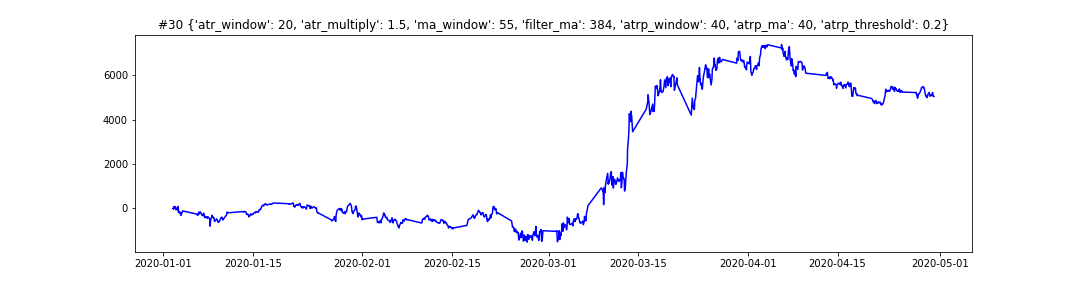 #30 {'atr_window': 20, 'atr_multiply': 1.5, 'ma_window': 55, 'filter_ma': 384, 'atrp_window': 40, 'atrp_ma': 40, 'atrp_threshold': 0.2}
6000
4000
2000
0
2020-01-01 2020-01-15 2020-02-01 2020-02-15 2020-03-01 2020-03-15 2020-04-01 2020-04-15 2020-05-01